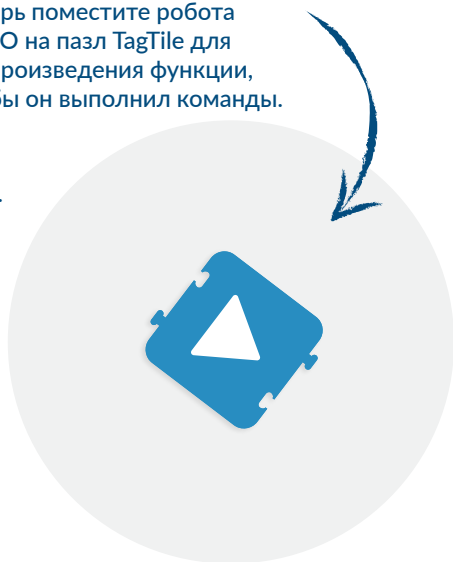 рь поместите робота
О на пазл TagTile для
роизведения функции,
бы он выполнил команды.
.